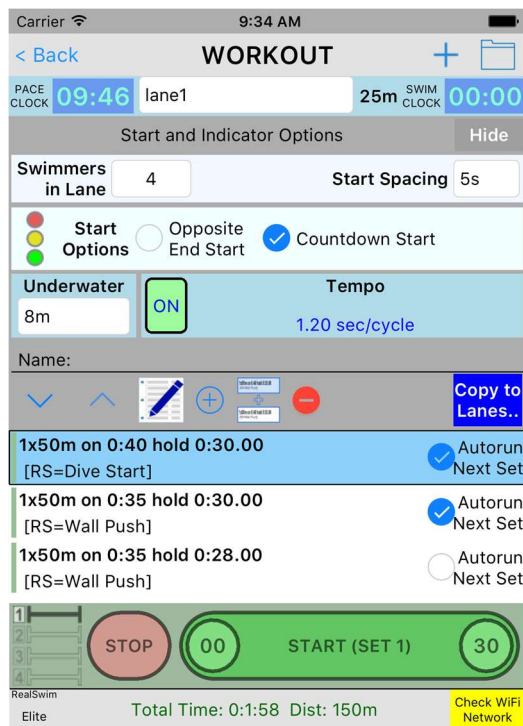 Carrier 9:34 AM
< Back WORKOUT +
PACE CLOCK 09:46 lane1 25m SWIM CLOCK 00:00
Start and Indicator Options Hide
Swimmers in Lane 4 Start Spacing 5s
Start Options Opposite End Start Countdown Start
Underwater Tempo
8m ON 1.20 sec/cycle
Name:
Copy to Lanes..
1x50m on 0:40 hold 0:30.00
[RS=Dive Start]
Autorun
Next Set
1x50m on 0:35 hold 0:30.00
[RS=Wall Push]
Autorun
Next Set
1x50m on 0:35 hold 0:28.00
[RS=Wall Push]
Autorun
Next Set
1
2
3
4
STOP 00 START (SET 1) 30
RealSwim
Elite
Total Time: 0:1:58 Dist: 150m
Check WiFi
Network